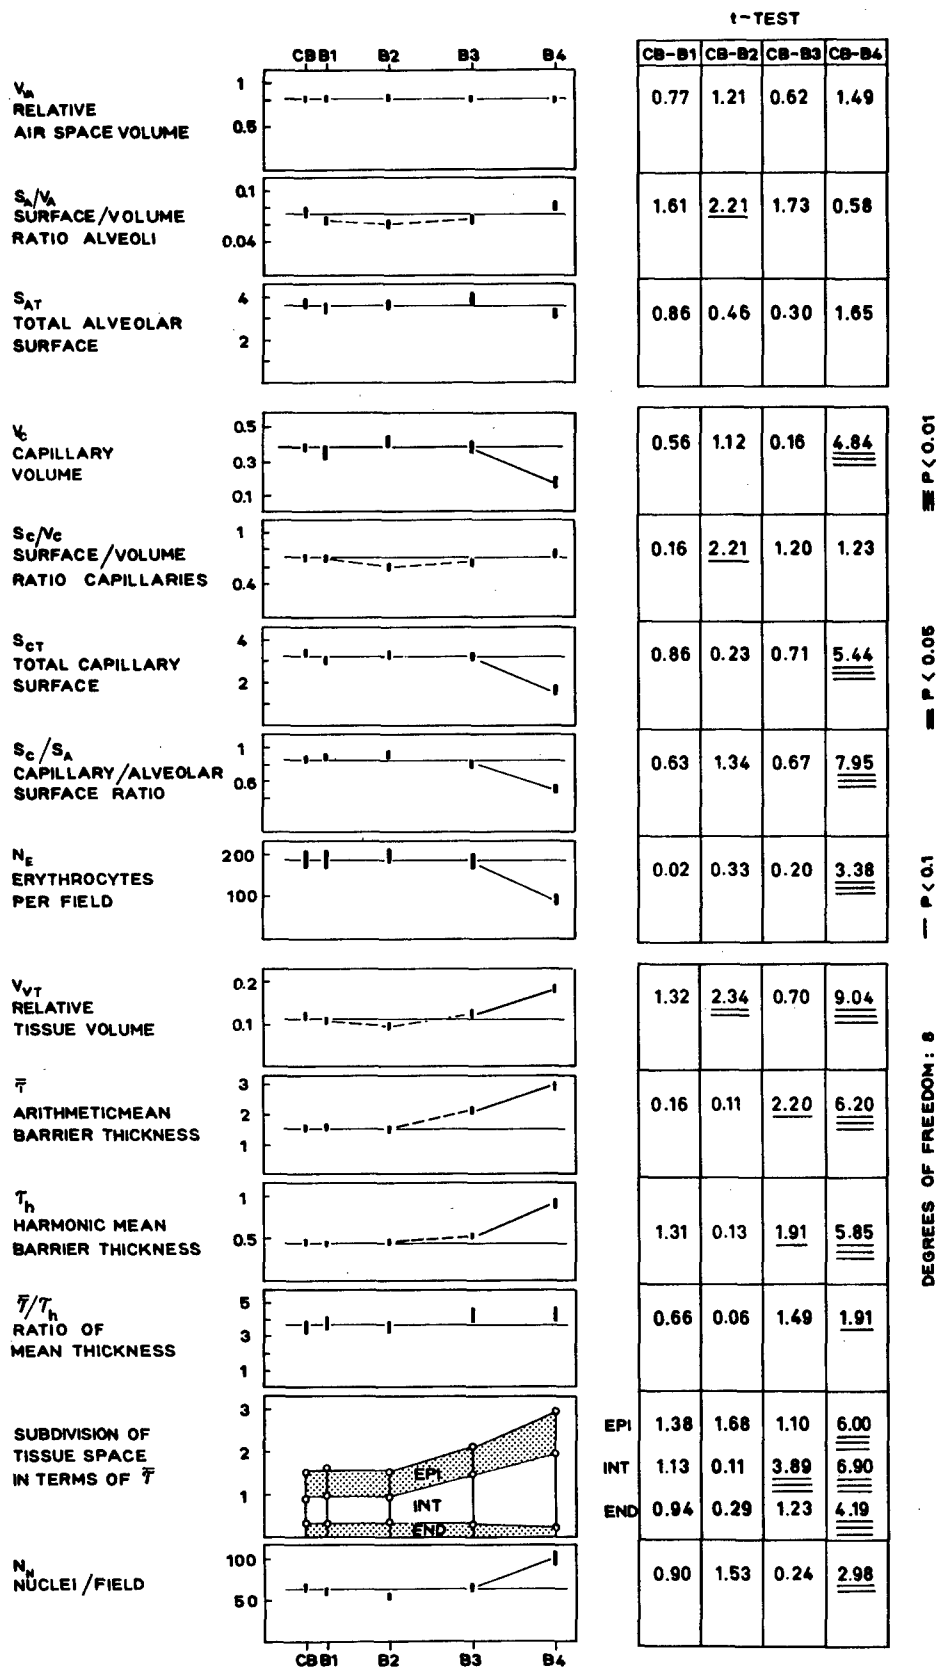 t-TEST
CB B1 B2 B3 B4
CB-B1 CB-B2 CB-B3 CB-B4
V_VA
RELATIVE
AIR SPACE VOLUME
1
0.5
0.77 1.21 0.62 1.49
S_A/V_A
SURFACE/VOLUME
RATIO ALVEOLI
0.1
0.04
1.61 2.21 1.73 0.58
S_AT
TOTAL ALVEOLAR
SURFACE
4
2
0.86 0.46 0.30 1.65
V_C
CAPILLARY
VOLUME
0.5
0.3
0.1
0.56 1.12 0.16 4.84
S_C/V_C
SURFACE/VOLUME
RATIO CAPILLARIES
1
0.4
0.16 2.21 1.20 1.23
S_CT
TOTAL CAPILLARY
SURFACE
4
2
0.86 0.23 0.71 5.44
S_C/S_A
CAPILLARY/ALVEOLAR
SURFACE RATIO
1
0.6
0.63 1.34 0.67 7.95
N_E
ERYTHROCYTES
PER FIELD
200
100
0.02 0.33 0.20 3.38
V_VT
RELATIVE
TISSUE VOLUME
0.2
0.1
1.32 2.34 0.70 9.04
τ̄
ARITHMETICMEAN
BARRIER THICKNESS
3
2
1
0.16 0.11 2.20 6.20
τ_h
HARMONIC MEAN
BARRIER THICKNESS
1
0.5
1.31 0.13 1.91 5.85
τ̄/τ_h
RATIO OF
MEAN THICKNESS
5
3
1
0.66 0.06 1.49 1.91
SUBDIVISION OF
TISSUE SPACE
IN TERMS OF τ̄
3
2
1
EPI
INT
END
EPI 1.38 1.68 1.10 6.00
INT 1.13 0.11 3.89 6.90
END 0.94 0.29 1.23 4.19
N_N
NUCLEI/FIELD
100
50
0.90 1.53 0.24 2.98
CB B1 B2 B3 B4
P<0.01
P<0.05
P<0.1
DEGREES OF FREEDOM: 8